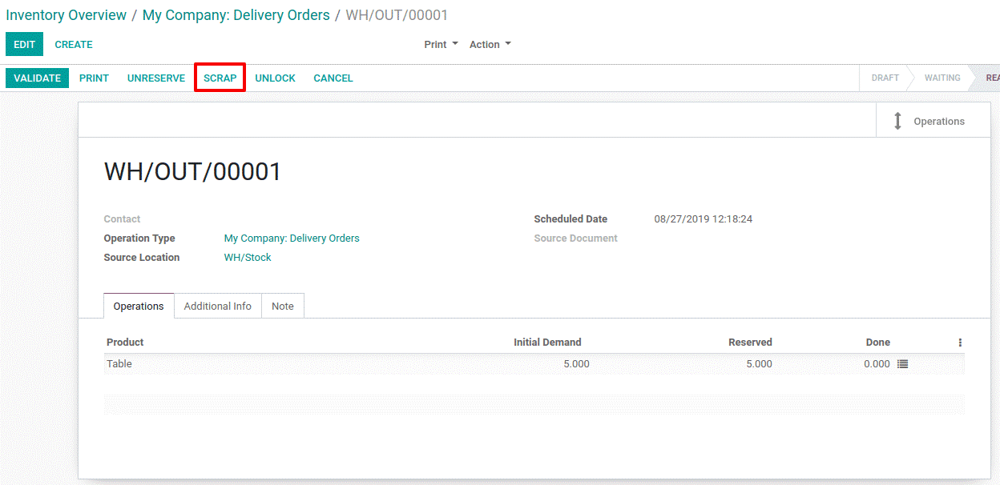 Inventory Overview / My Company: Delivery Orders / WH/OUT/00001
EDIT CREATE Print Action
VALIDATE PRINT UNRESERVE SCRAP UNLOCK CANCEL DRAFT WAITING REA
Operations
WH/OUT/00001
Contact Scheduled Date 08/27/2019 12:18:24
Operation Type My Company: Delivery Orders Source Document
Source Location WH/Stock
Operations Additional Info Note
Product Initial Demand Reserved Done
Table 5.000 5.000 0.000